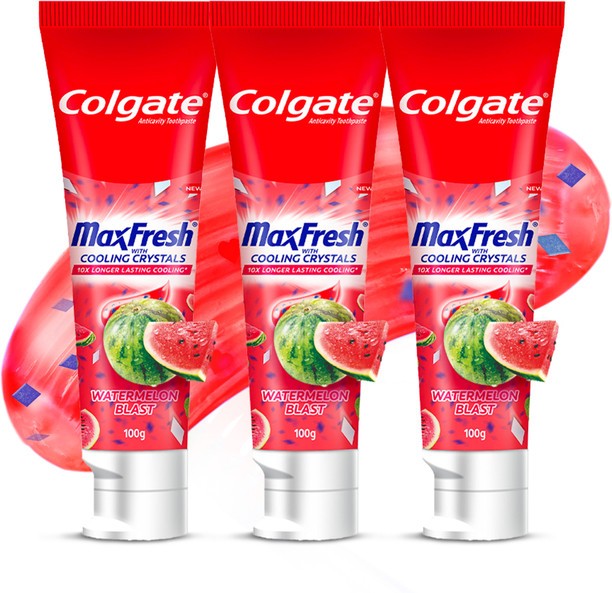 Colgate®
Anticavity Toothpaste
NEW
MaxFresh®
WITH
COOLING CRYSTALS
10X LONGER LASTING COOLING*
WATERMELON
BLAST
100g
Colgate®
Anticavity Toothpaste
NEW
MaxFresh®
WITH
COOLING CRYSTALS
10X LONGER LASTING COOLING*
WATERMELON
BLAST
100g
Colgate®
Anticavity Toothpaste
NEW
MaxFresh®
WITH
COOLING CRYSTALS
10X LONGER LASTING COOLING*
WATERMELON
BLAST
100g